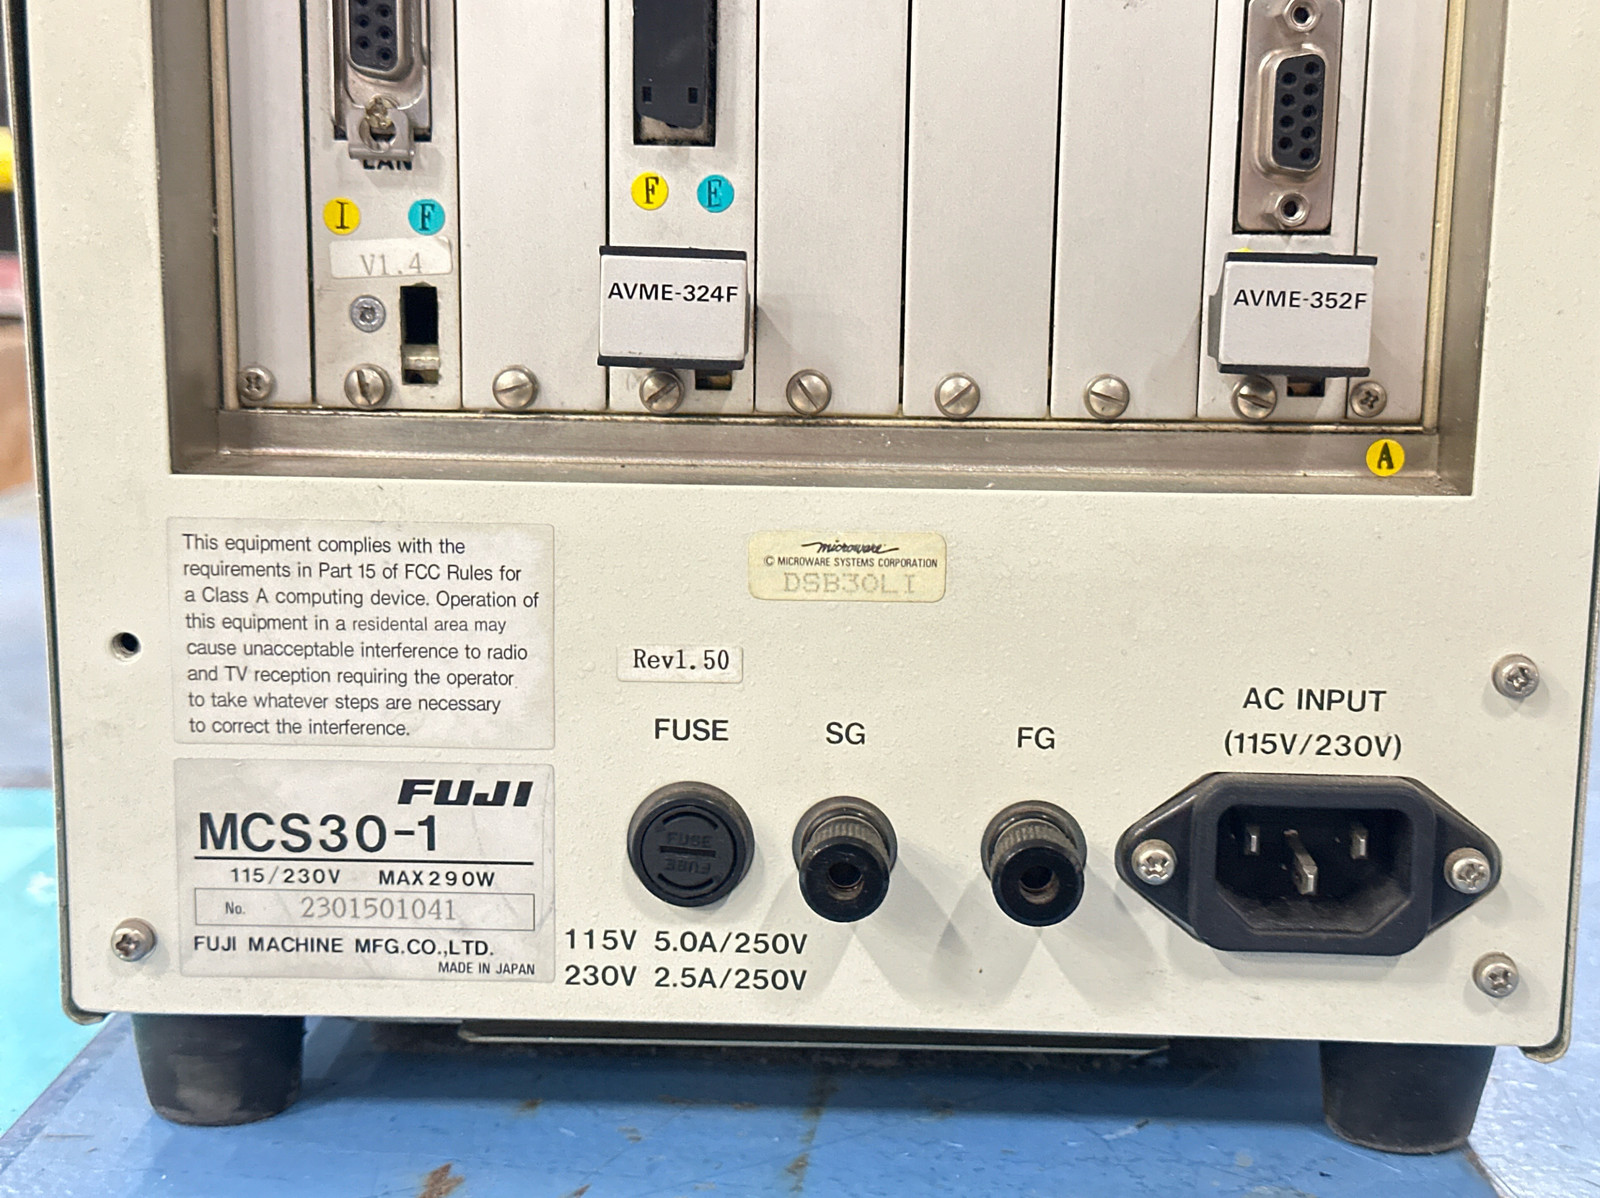 LAN
I F
F E
V1.4
AVME-324F
AVME-352F
A
This equipment complies with the
requirements in Part 15 of FCC Rules for
a Class A computing device. Operation of
this equipment in a residental area may
cause unacceptable interference to radio
and TV reception requiring the operator
to take whatever steps are necessary
to correct the interference.
microware
© MICROWARE SYSTEMS CORPORATION
DSB30LI
Rev1.50
FUSE
SG
FG
AC INPUT
(115V/230V)
FUSE
FUSE
FUJI
MCS30-1
115/230V MAX290W
No. 2301501041
FUJI MACHINE MFG.CO.,LTD.
MADE IN JAPAN
115V 5.0A/250V
230V 2.5A/250V